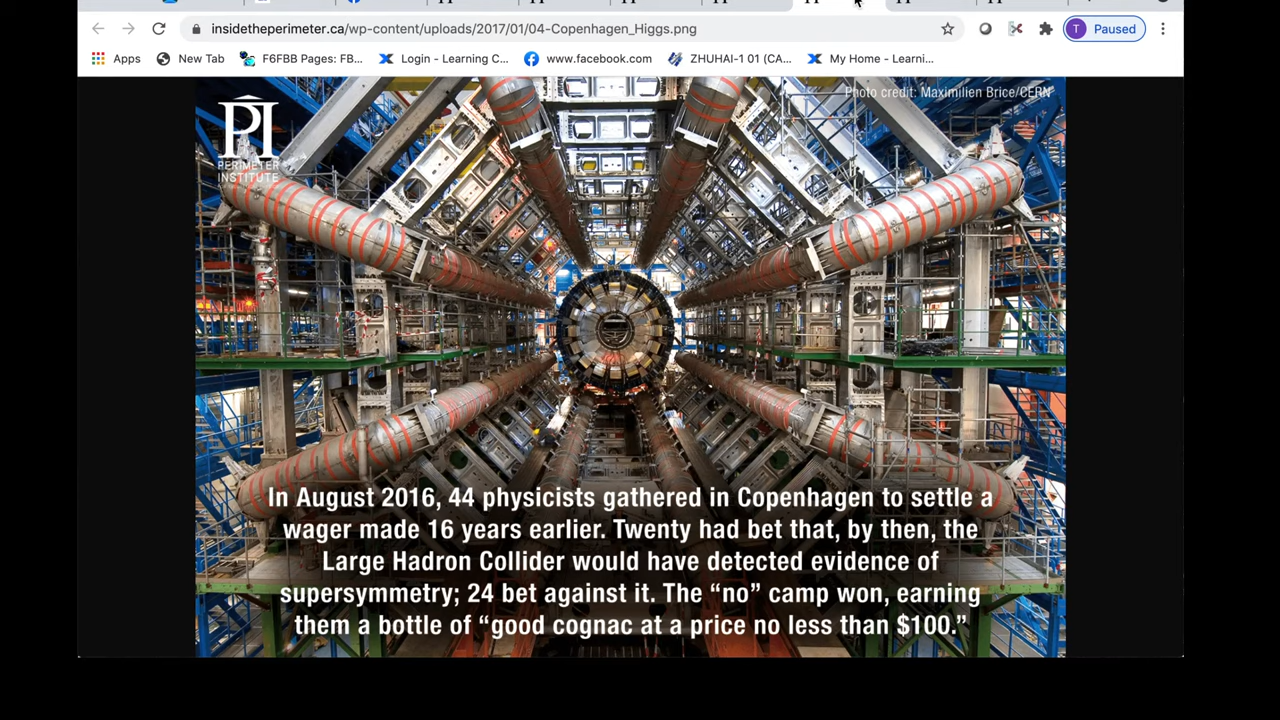 insidetheperimeter.ca/wp-content/uploads/2017/01/04-Copenhagen_Higgs.png
T Paused
Apps New Tab F6FBB Pages: FB... Login - Learning C... www.facebook.com ZHUHAI-1 01 (CA... My Home - Learni...
Photo credit: Maximilien Brice/CERN
PI
PERIMETER
INSTITUTE
In August 2016, 44 physicists gathered in Copenhagen to settle a
wager made 16 years earlier. Twenty had bet that, by then, the
Large Hadron Collider would have detected evidence of
supersymmetry; 24 bet against it. The “no” camp won, earning
them a bottle of “good cognac at a price no less than $100.”